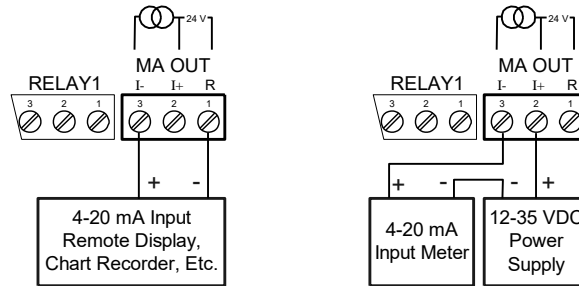 24 V
MA OUT
RELAY1 I- I+ R
3 2 1 3 2 1
+ -
4-20 mA Input
Remote Display,
Chart Recorder, Etc.
24 V
MA OUT
RELAY1 I- I+ R
3 2 1 3 2 1
+ - - +
4-20 mA
Input Meter
12-35 VDC
Power
Supply